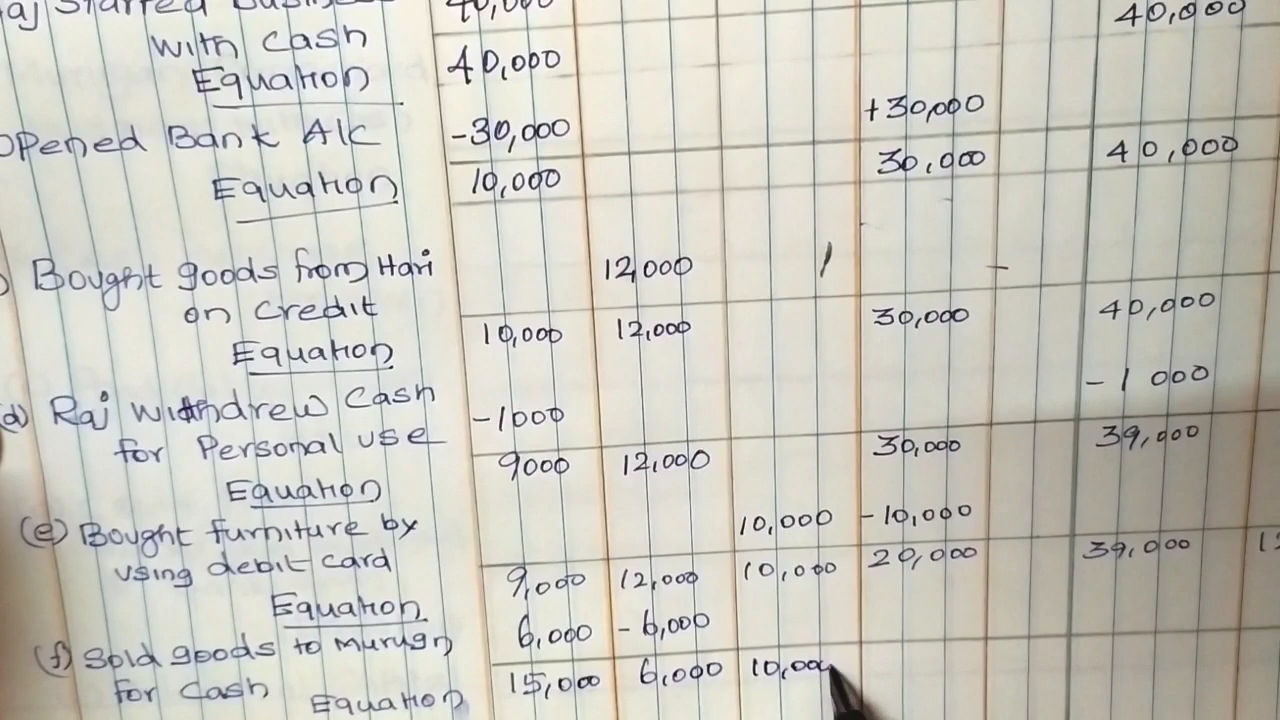 Started
40,000
40,000
with cash
Equation 40,000
+30,000
Opened Bank A/C -30,000
Equation 10,000 30,000 40,000
Bought goods from Hari 12,000 -
on credit
Equation 10,000 12,000 30,000 40,000
(d) Raj withdrew cash -1000 -1 000
for Personal use
Equation 9000 12,000 30,000 39,000
(e) Bought furniture by 10,000 -10,000
using debit card
Equation 9,000 12,000 10,000 20,000 39,000
(f) Sold goods to murugn 6,000 -6,000
for cash
Equation 15,000 6,000 10,000